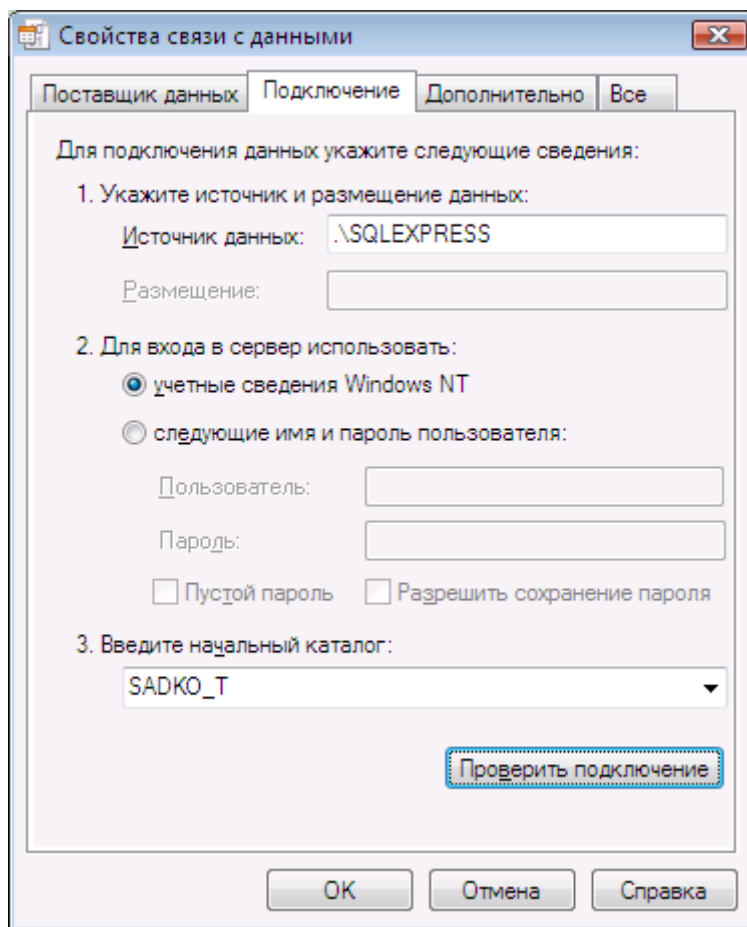 Свойства связи с данными
Поставщик данных Подключение Дополнительно Все
Для подключения данных укажите следующие сведения:
1. Укажите источник и размещение данных:
Источник данных: .\SQLEXPRESS
Размещение:
2. Для входа в сервер использовать:
учетные сведения Windows NT
следующие имя и пароль пользователя:
Пользователь:
Пароль:
Пустой пароль Разрешить сохранение пароля
3. Введите начальный каталог:
SADKO_T
Проверить подключение
OK Отмена Справка